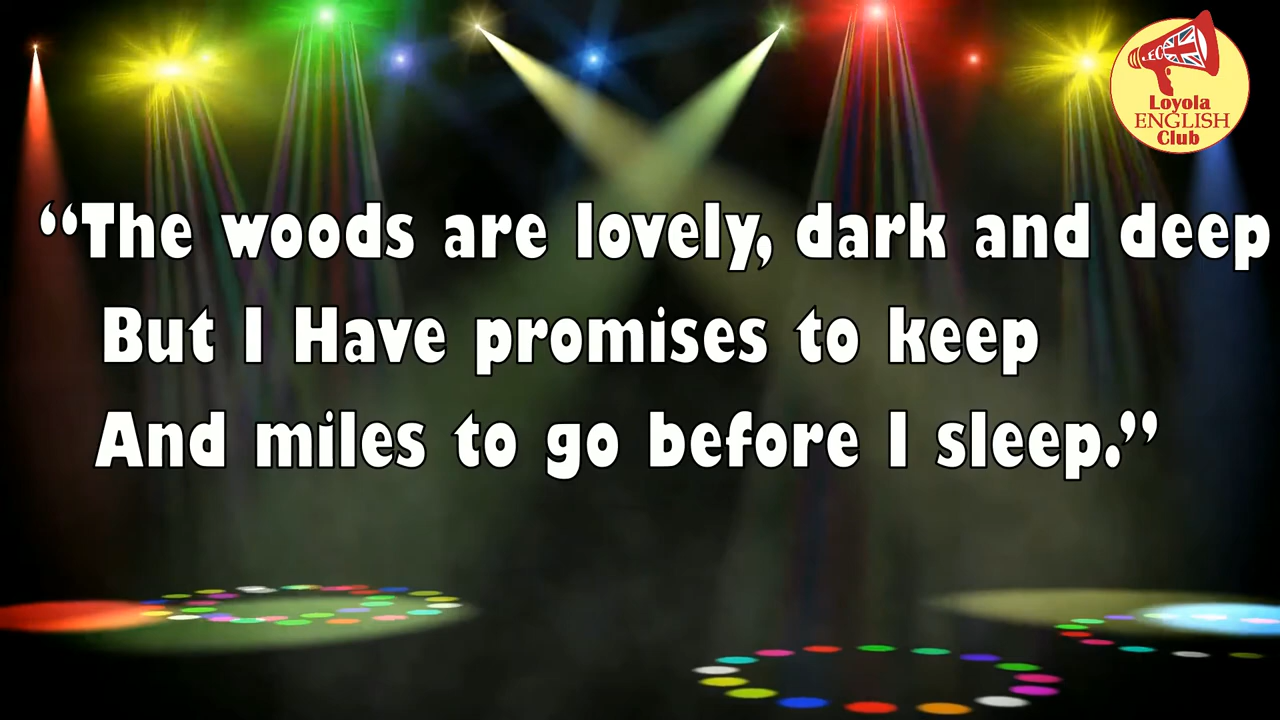 .EC
Loyola
ENGLISH
Club
“The woods are lovely, dark and deep
But I Have promises to keep
And miles to go before I sleep.”